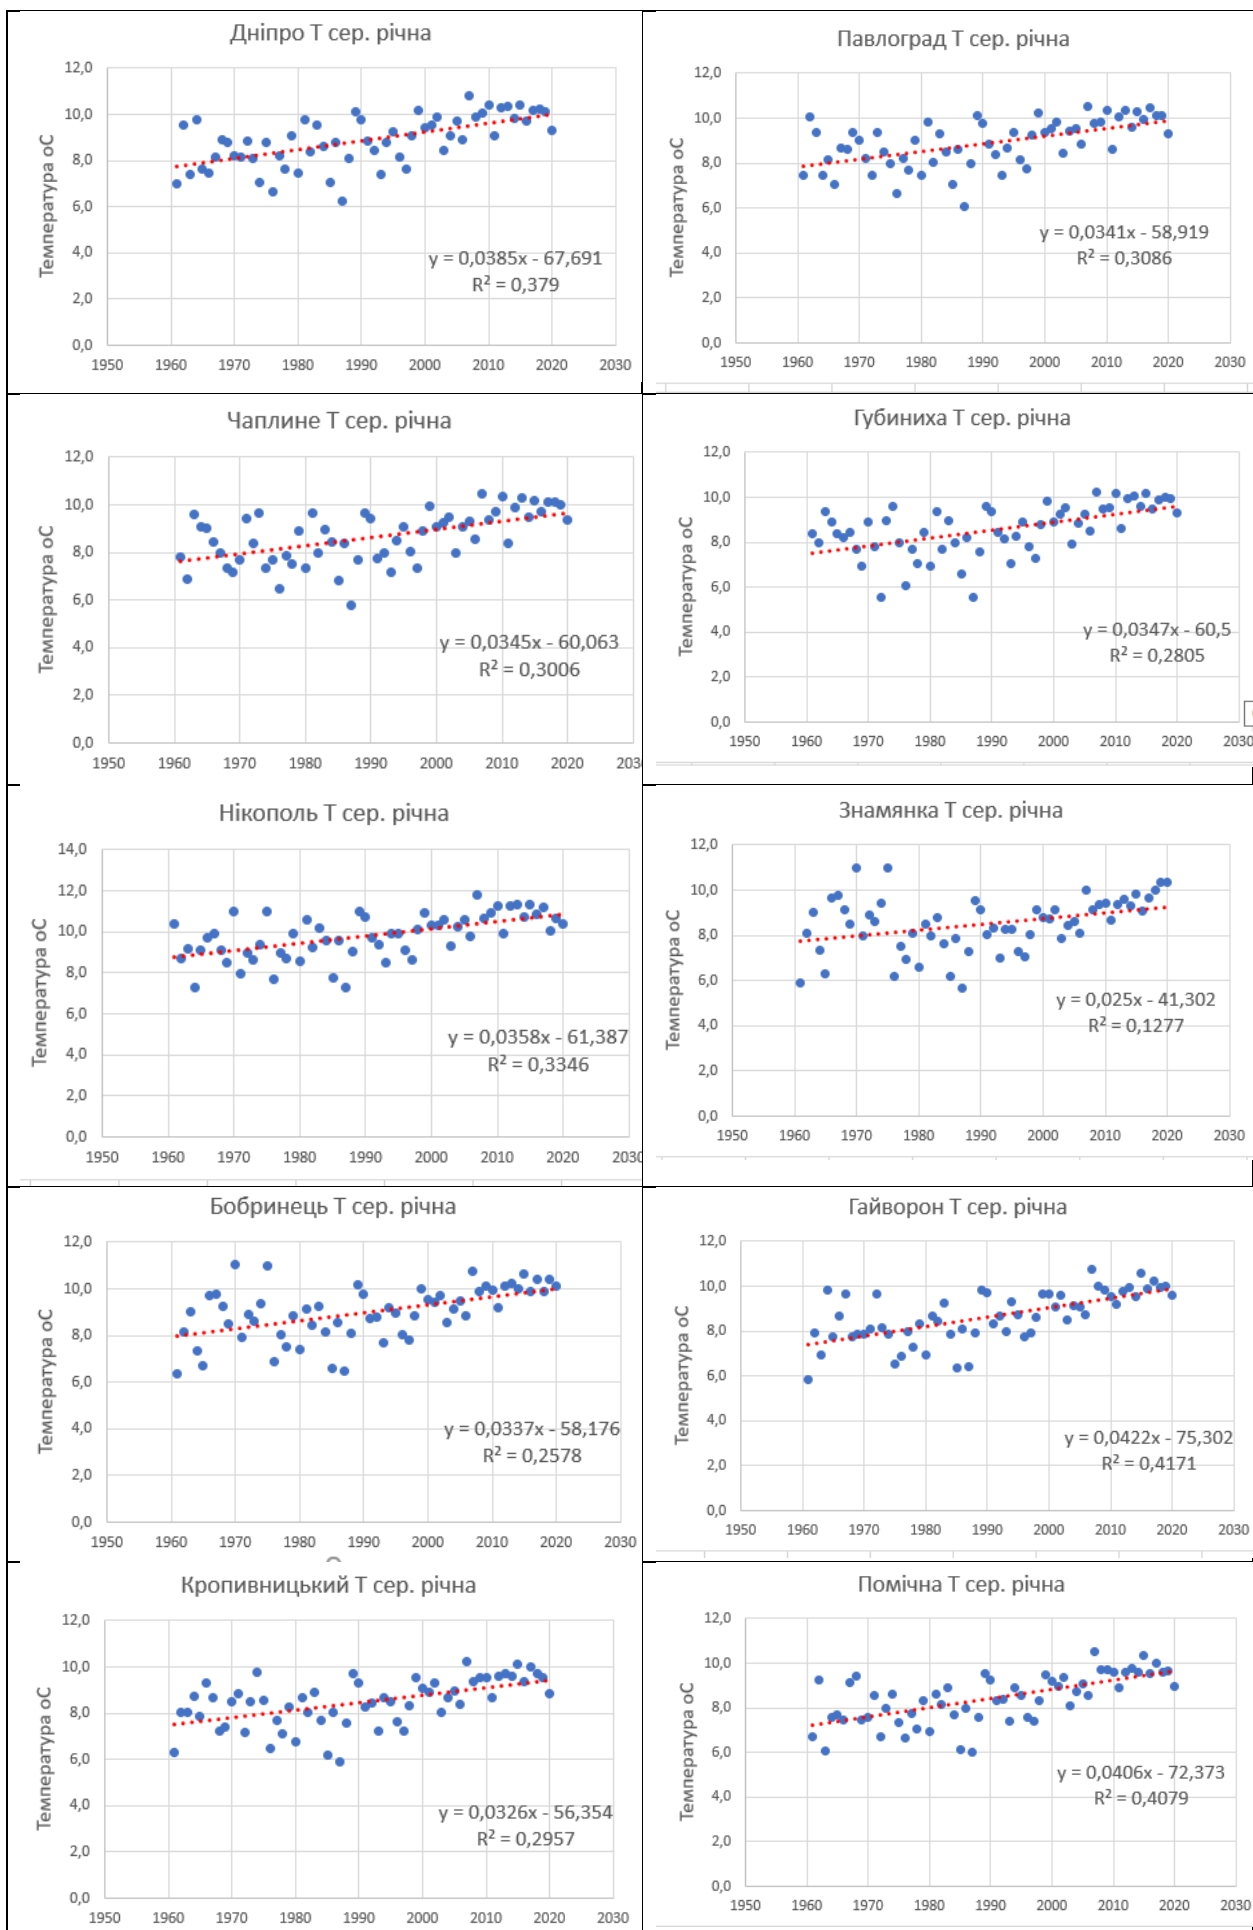 Дніпро Т сер. річна
12,0
10,0
8,0
6,0
4,0
2,0
0,0
Температура оС
y = 0,0385x - 67,691
R² = 0,379
1950 1960 1970 1980 1990 2000 2010 2020 2030
Павлоград Т сер. річна
12,0
10,0
8,0
6,0
4,0
2,0
0,0
Температура оС
y = 0,0341x - 58,919
R² = 0,3086
1950 1960 1970 1980 1990 2000 2010 2020 2030
Чаплине Т сер. річна
12,0
10,0
8,0
6,0
4,0
2,0
0,0
Температура оС
y = 0,0345x - 60,063
R² = 0,3006
1950 1960 1970 1980 1990 2000 2010 2020 203
Губиниха Т сер. річна
12,0
10,0
8,0
6,0
4,0
2,0
0,0
Температура оС
y = 0,0347x - 60,5
R² = 0,2805
1950 1960 1970 1980 1990 2000 2010 2020 2030
Нікополь Т сер. річна
14,0
12,0
10,0
8,0
6,0
4,0
2,0
0,0
Температура оС
y = 0,0358x - 61,387
R² = 0,3346
1950 1960 1970 1980 1990 2000 2010 2020 2030
Знамянка Т сер. річна
12,0
10,0
8,0
6,0
4,0
2,0
0,0
Температура оС
y = 0,025x - 41,302
R² = 0,1277
1950 1960 1970 1980 1990 2000 2010 2020 2030
Бобринець Т сер. річна
12,0
10,0
8,0
6,0
4,0
2,0
0,0
Температура оС
y = 0,0337x - 58,176
R² = 0,2578
1950 1960 1970 1980 1990 2000 2010 2020 2030
Гайворон Т сер. річна
12,0
10,0
8,0
6,0
4,0
2,0
0,0
Температура оС
y = 0,0422x - 75,302
R² = 0,4171
1950 1960 1970 1980 1990 2000 2010 2020 2030
Кропивницький Т сер. річна
12,0
10,0
8,0
6,0
4,0
2,0
0,0
Температура оС
y = 0,0326x - 56,354
R² = 0,2957
1950 1960 1970 1980 1990 2000 2010 2020 2030
Помічна Т сер. річна
12,0
10,0
8,0
6,0
4,0
2,0
0,0
Температура оС
y = 0,0406x - 72,373
R² = 0,4079
1950 1960 1970 1980 1990 2000 2010 2020 2030